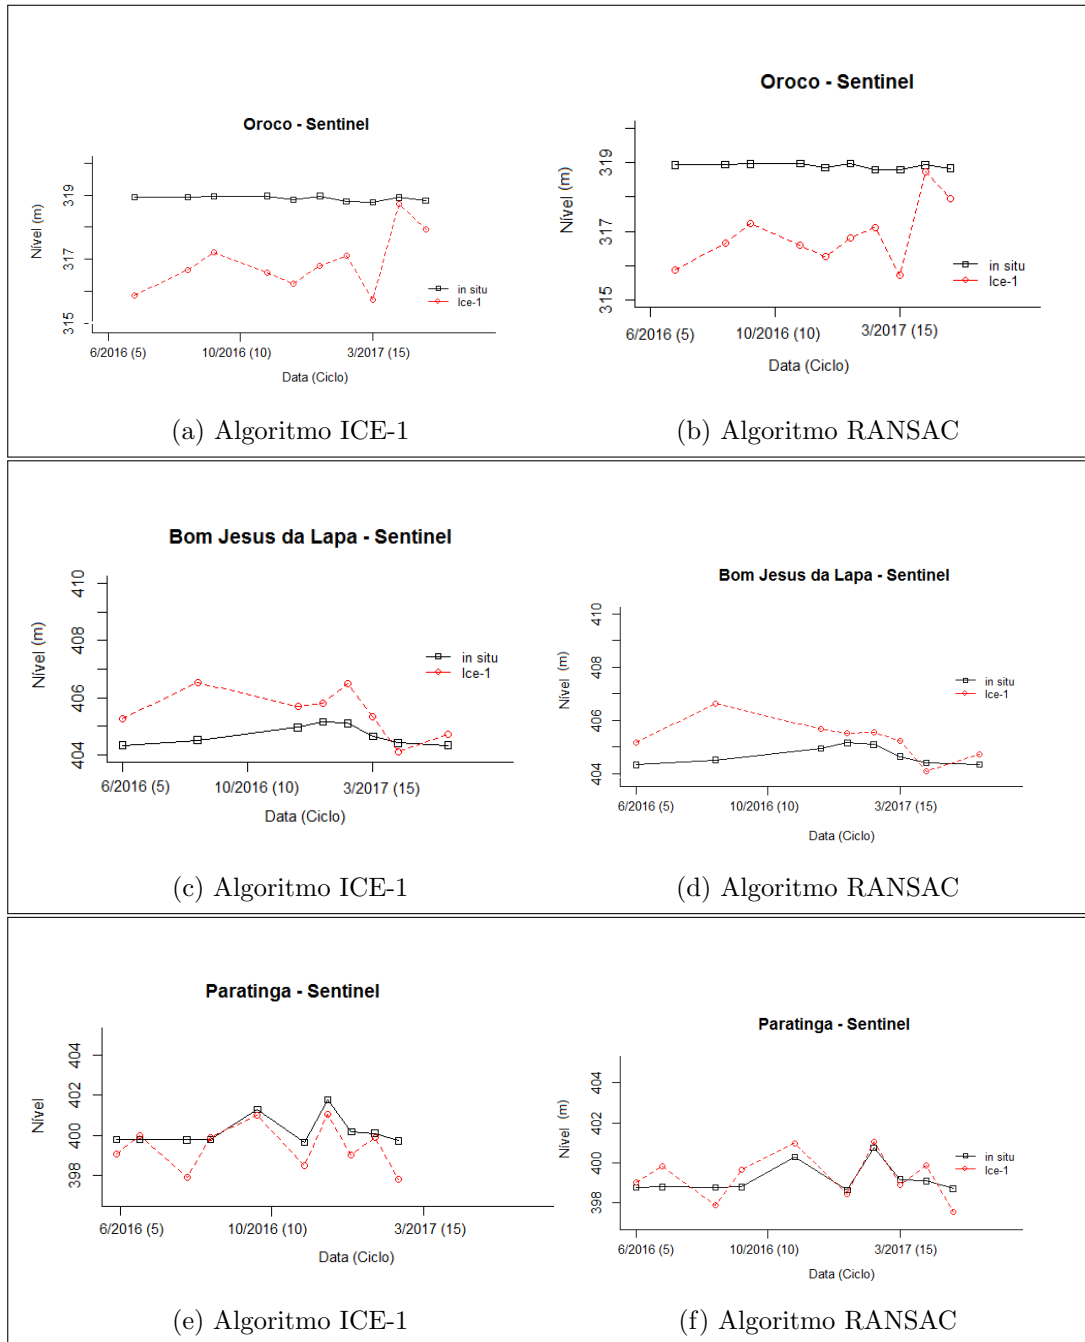 Oroco - Sentinel
Nível (m)
319
317
315
in situ
Ice-1
6/2016 (5)
10/2016 (10)
3/2017 (15)
Data (Ciclo)
(a) Algoritmo ICE-1
Oroco - Sentinel
Nível (m)
319
317
315
in situ
Ice-1
6/2016 (5)
10/2016 (10)
3/2017 (15)
Data (Ciclo)
(b) Algoritmo RANSAC
Bom Jesus da Lapa - Sentinel
Nível (m)
410
408
406
404
in situ
Ice-1
6/2016 (5)
10/2016 (10)
3/2017 (15)
Data (Ciclo)
(c) Algoritmo ICE-1
Bom Jesus da Lapa - Sentinel
Nível (m)
410
408
406
404
in situ
Ice-1
6/2016 (5)
10/2016 (10)
3/2017 (15)
Data (Ciclo)
(d) Algoritmo RANSAC
Paratinga - Sentinel
Nível
404
402
400
398
6/2016 (5)
10/2016 (10)
3/2017 (15)
Data (Ciclo)
(e) Algoritmo ICE-1
Paratinga - Sentinel
Nível (m)
404
402
400
398
in situ
Ice-1
6/2016 (5)
10/2016 (10)
3/2017 (15)
Data (Ciclo)
(f) Algoritmo RANSAC